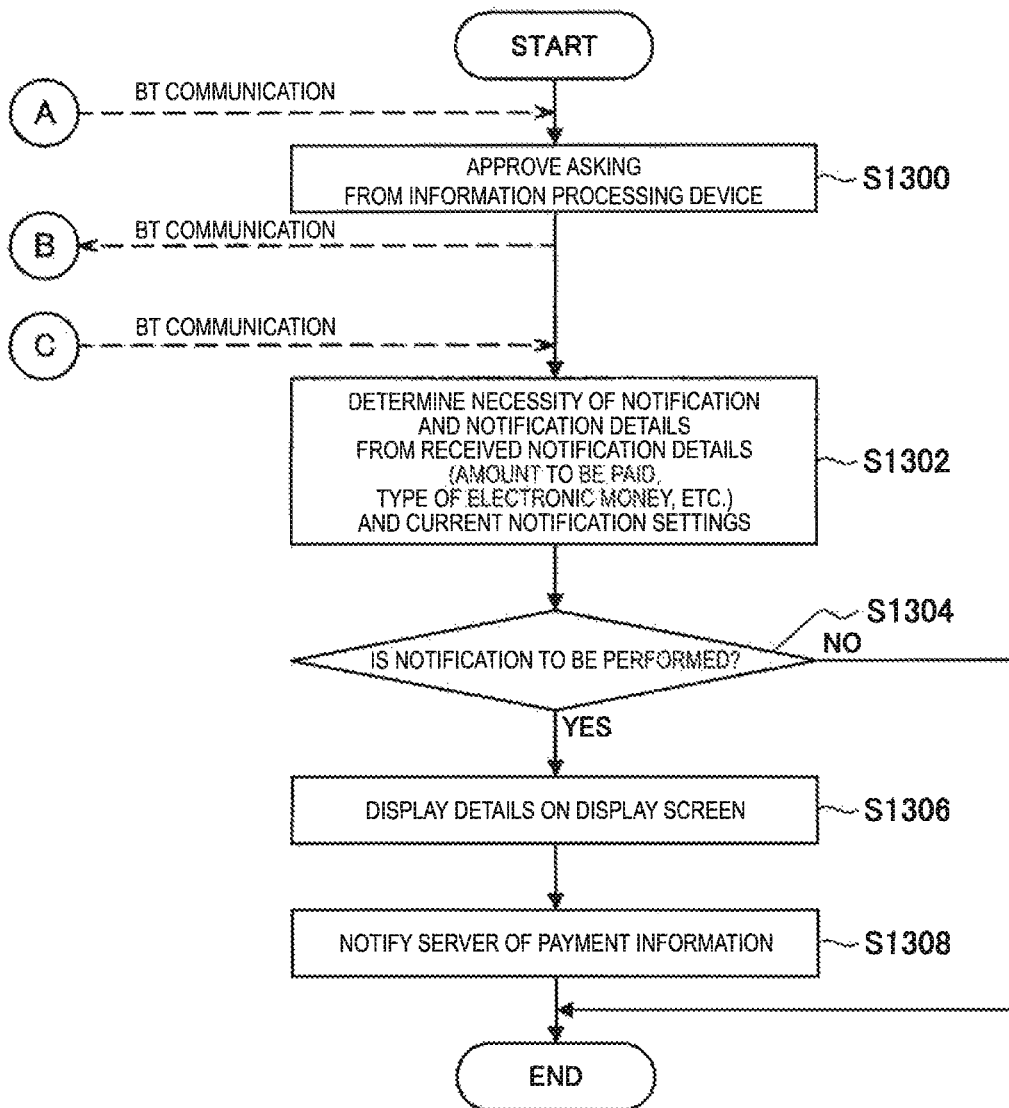 START
A
BT COMMUNICATION
APPROVE ASKING
FROM INFORMATION PROCESSING DEVICE
S1300
B
BT COMMUNICATION
C
BT COMMUNICATION
DETERMINE NECESSITY OF NOTIFICATION
AND NOTIFICATION DETAILS
FROM RECEIVED NOTIFICATION DETAILS
(AMOUNT TO BE PAID,
TYPE OF ELECTRONIC MONEY, ETC.)
AND CURRENT NOTIFICATION SETTINGS
S1302
S1304
IS NOTIFICATION TO BE PERFORMED?
NO
YES
DISPLAY DETAILS ON DISPLAY SCREEN
S1306
NOTIFY SERVER OF PAYMENT INFORMATION
S1308
END